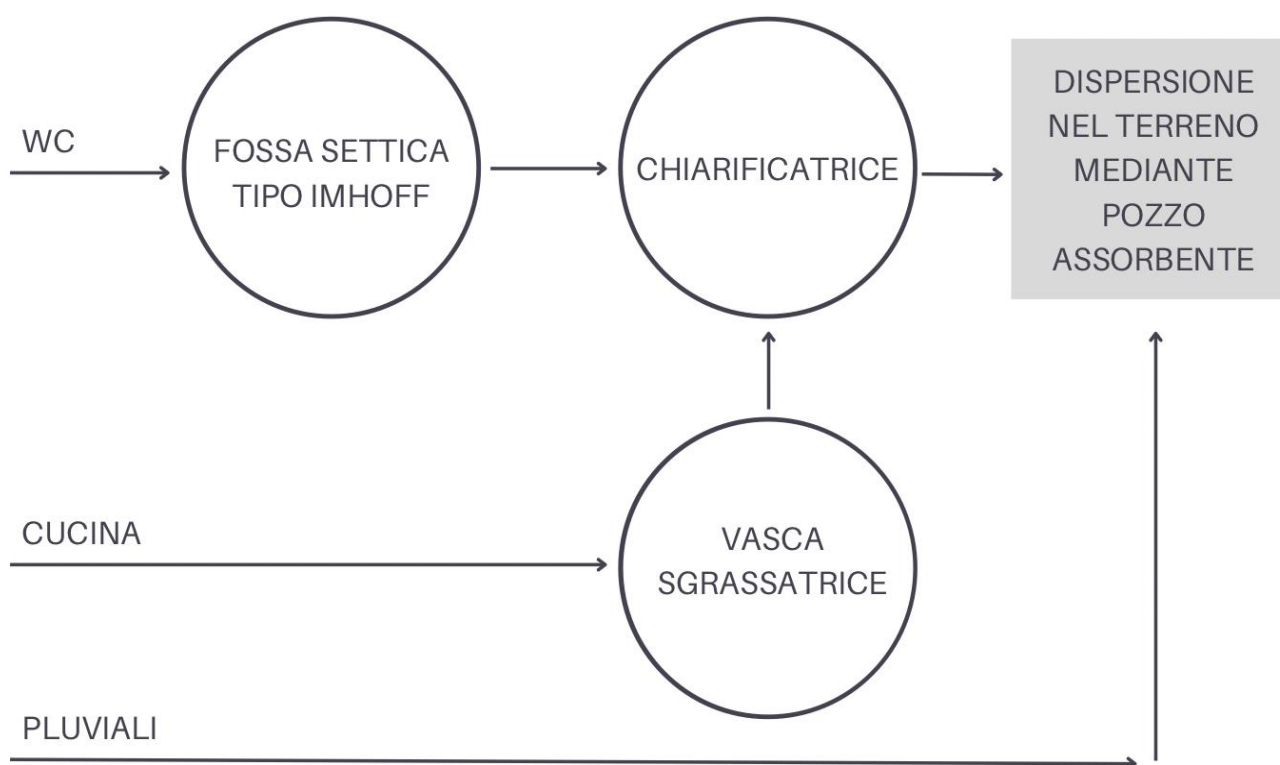 WC
FOSSA SETTICA
TIPO IMHOFF
CHIARIFICATRICE
DISPERSIONE
NEL TERRENO
MEDIANTE
POZZO
ASSORBENTE
CUCINA
VASCA
SGRASSATRICE
PLUVIALI